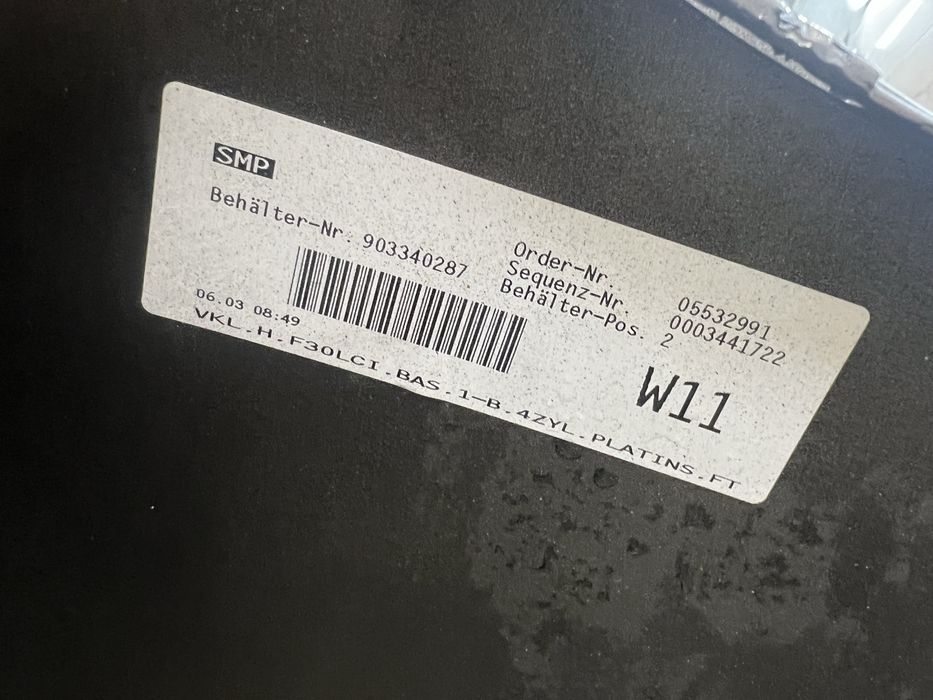 SMP
Behälter-Nr. 903340287
Order-Nr. 05532991
Sequenz-Nr. 0003441722
Behälter-Pos. 2
W11
06.03 08:49
VKL.H.F30LCI.BAS.1-B.4ZYL.PLATINS.FT